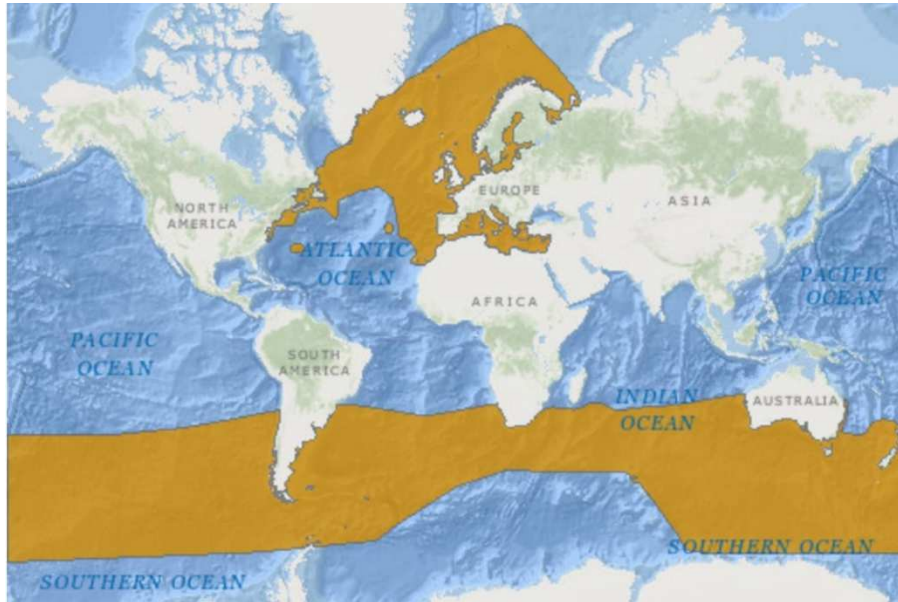 NORTH
AMERICA
EUROPE
ASIA
ATLANTIC
OCEAN
AFRICA
PACIFIC
OCEAN
PACIFIC
OCEAN
SOUTH
AMERICA
INDIAN
OCEAN
AUSTRALIA
SOUTHERN OCEAN
SOUTHERN OCEAN